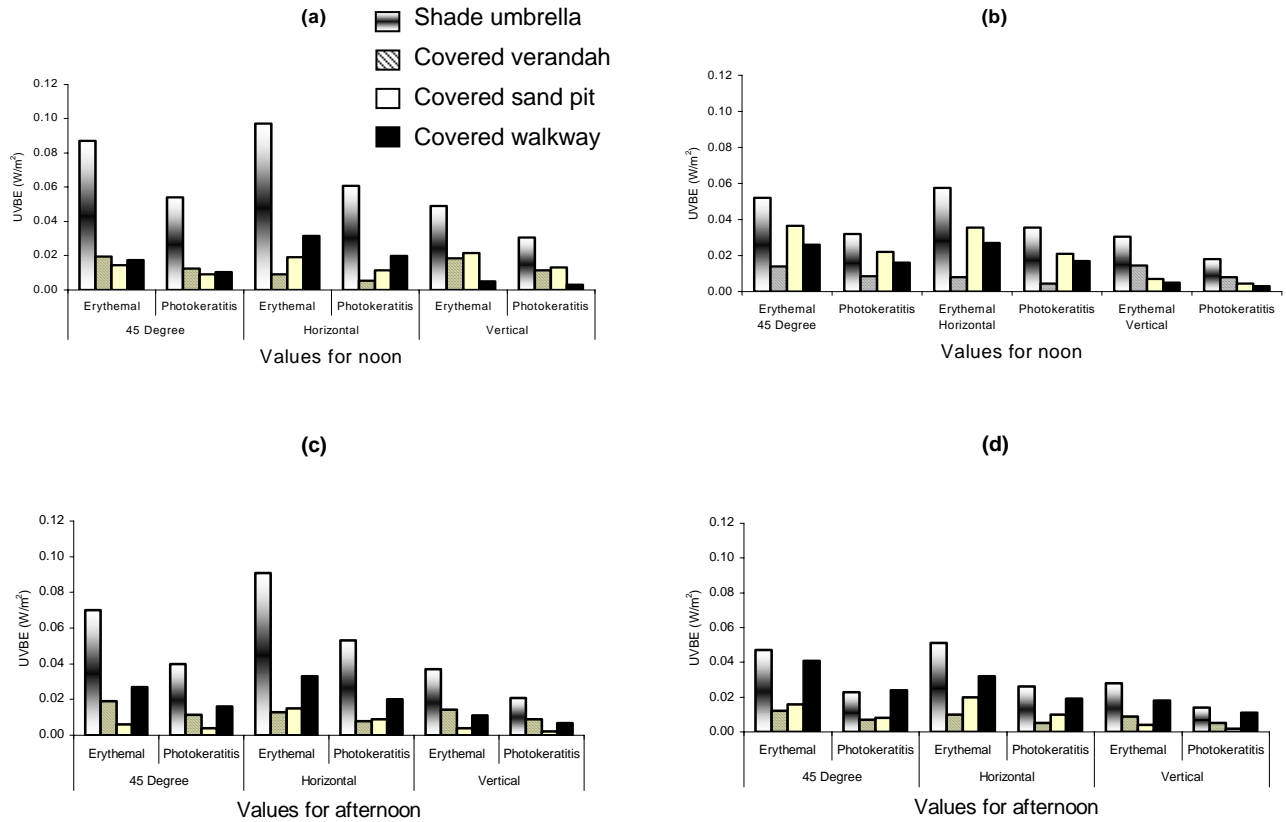 (a)
Shade umbrella
Covered verandah
Covered sand pit
Covered walkway
0.12
0.10
0.08
0.06
0.04
0.02
0.00
UVBE (W/m²)
Erythemal Photokeratitis Erythemal Photokeratitis Erythemal Photokeratitis
45 Degree Horizontal Vertical
Values for noon
(b)
0.12
0.10
0.08
0.06
0.04
0.02
0.00
UVBE (W/m²)
Erythemal Photokeratitis Erythemal Photokeratitis Erythemal Photokeratitis
45 Degree Horizontal Vertical
Values for noon
(c)
0.12
0.10
0.08
0.06
0.04
0.02
0.00
UVBE (W/m²)
Erythemal Photokeratitis Erythemal Photokeratitis Erythemal Photokeratitis
45 Degree Horizontal Vertical
Values for afternoon
(d)
0.12
0.10
0.08
0.06
0.04
0.02
0.00
UVBE (W/m²)
Erythemal Photokeratitis Erythemal Photokeratitis Erythemal Photokeratitis
45 Degree Horizontal Vertical
Values for afternoon